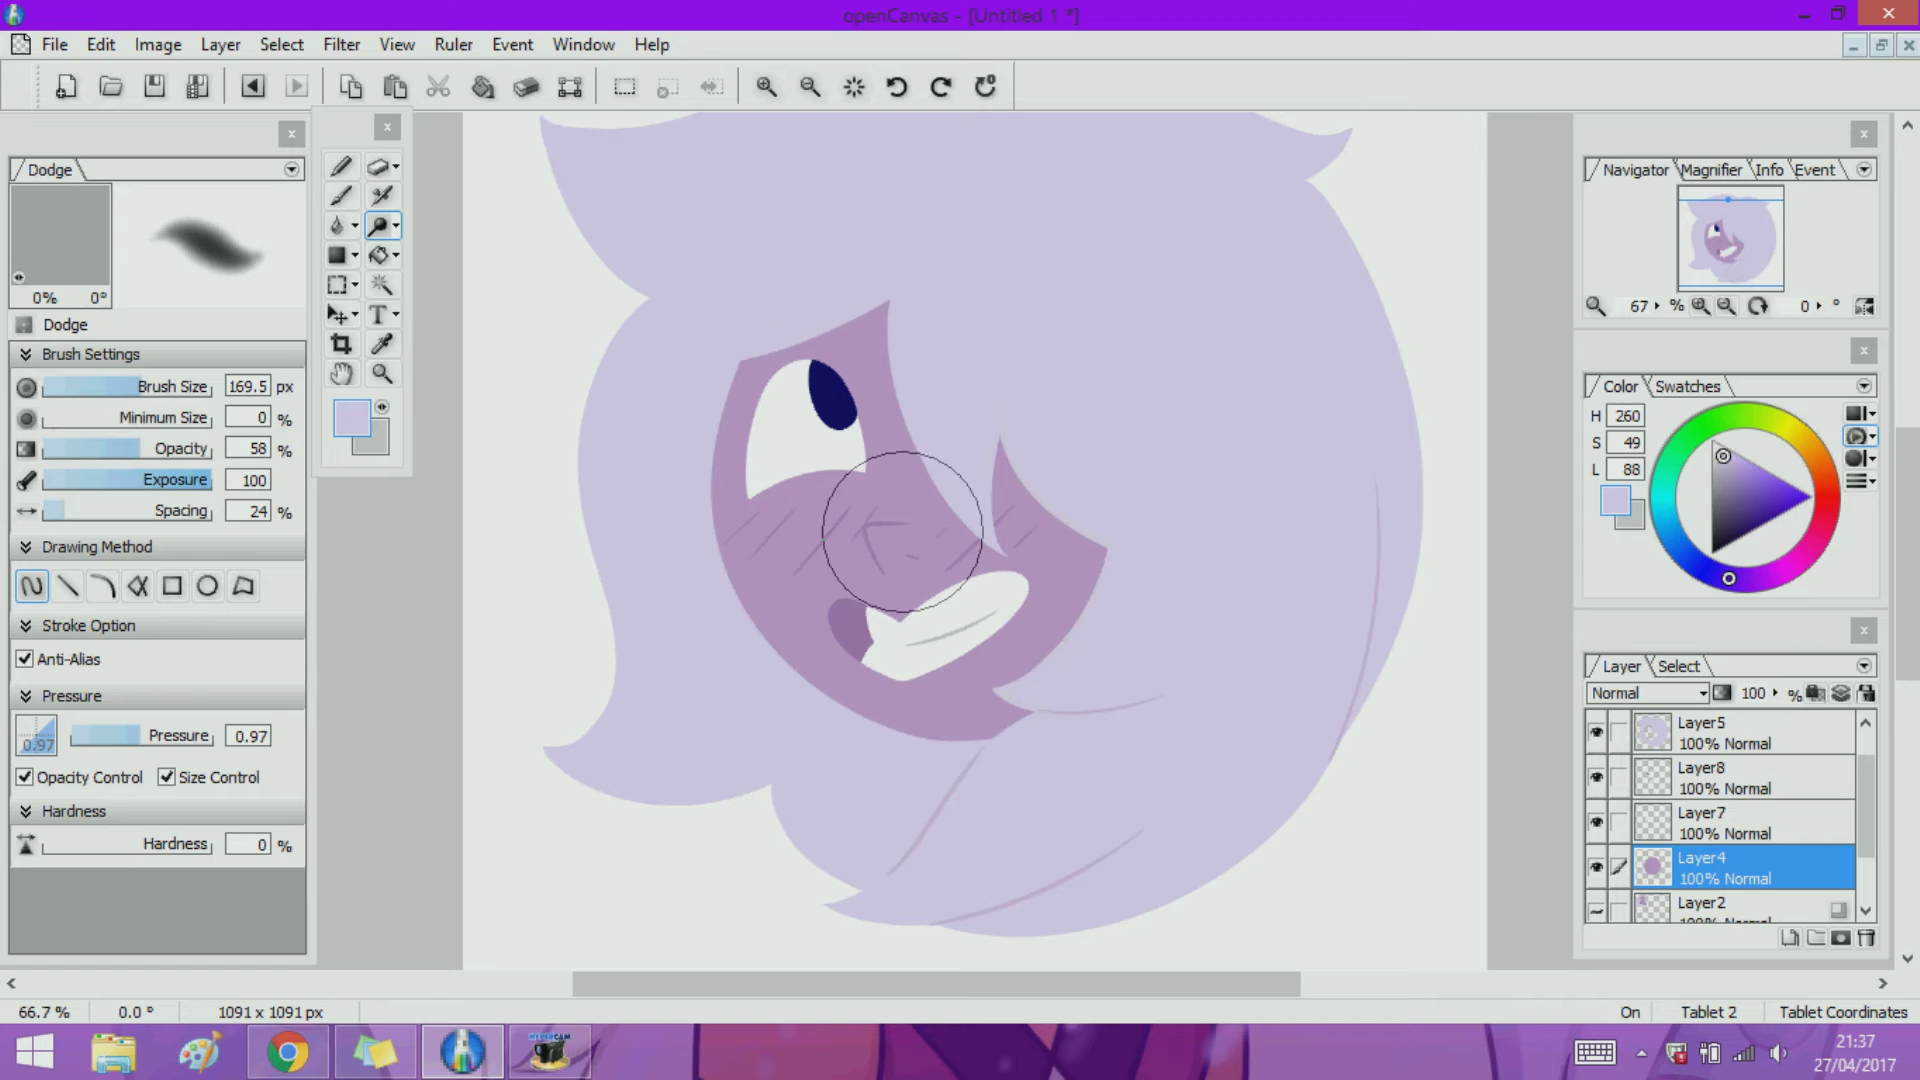 openCanvas - [Untitled 1 *]
File Edit Image Layer Select Filter View Ruler Event Window Help
Dodge
0% 0°
Dodge
Brush Settings
Brush Size 169.5 px
Minimum Size 0 %
Opacity 58 %
Exposure 100
Spacing 24 %
Drawing Method
Stroke Option
Anti-Alias
Pressure
0.97 Pressure 0.97
Opacity Control Size Control
Hardness
Hardness 0 %
T
Navigator Magnifier Info Event
67 % 0 °
Color Swatches
H 260
S 49
L 88
Layer Select
Normal 100 %
Layer5
100% Normal
Layer8
100% Normal
Layer7
100% Normal
Layer4
100% Normal
Layer2
100% Normal
66.7 % 0.0 ° 1091 x 1091 px On Tablet 2 Tablet Coordinates
HYPERCAM
21:37
27/04/2017